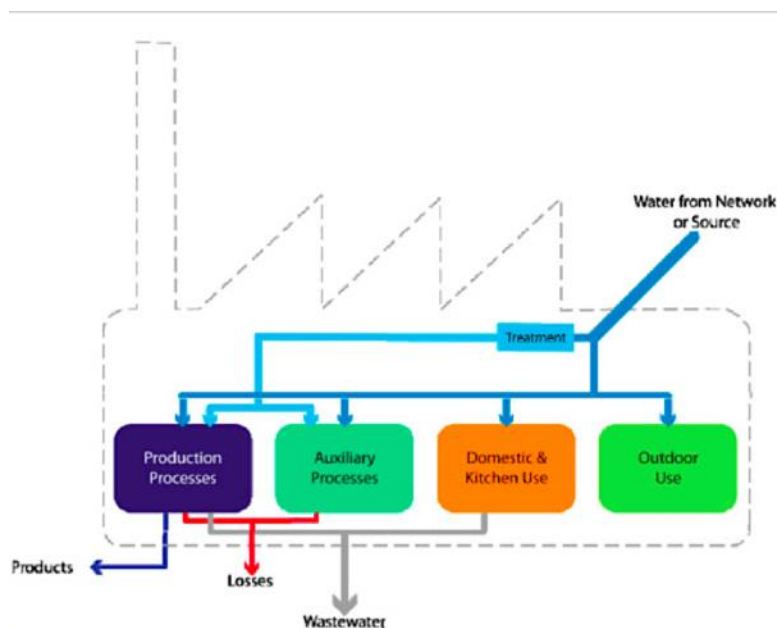 Water from Network
or Source
Treatment
Production
Processes
Auxiliary
Processes
Domestic &
Kitchen Use
Outdoor
Use
Products
Losses
Wastewater